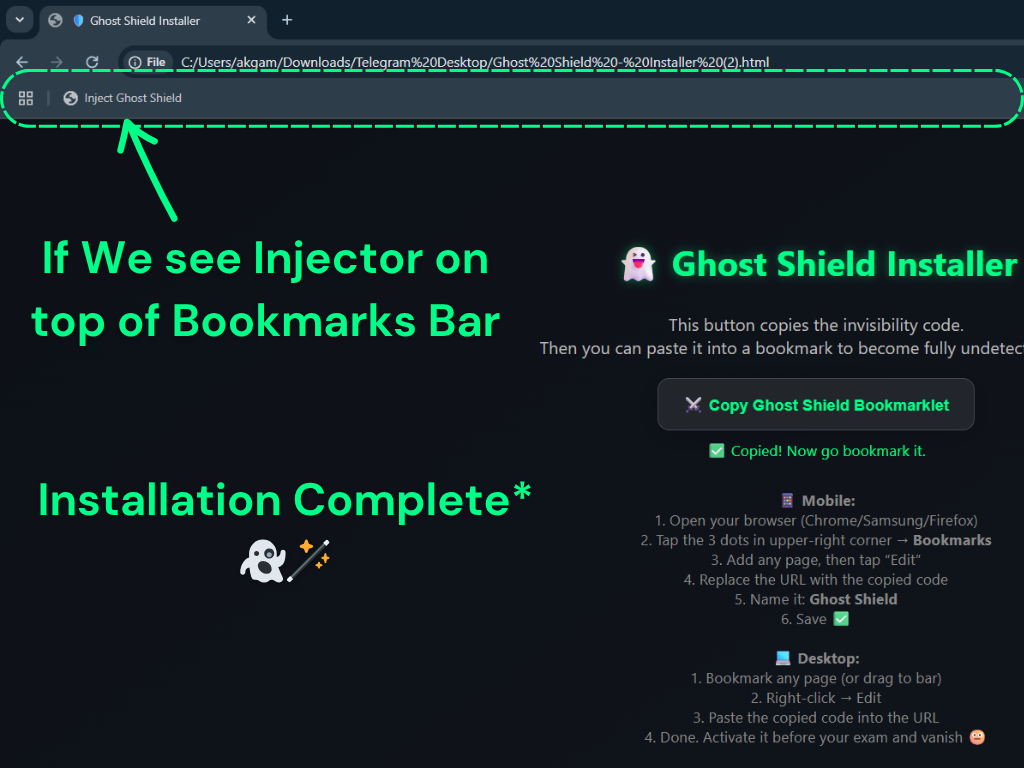 Ghost Shield Installer
File
C:/Users/akgam/Downloads/Telegram%20Desktop/Ghost%20Shield%20-%20Installer%20(2).html
Inject Ghost Shield
If We see Injector on
top of Bookmarks Bar
Installation Complete*
Ghost Shield Installer
This button copies the invisibility code.
Then you can paste it into a bookmark to become fully undetect
Copy Ghost Shield Bookmarklet
Copied! Now go bookmark it.
Mobile:
1. Open your browser (Chrome/Samsung/Firefox)
2. Tap the 3 dots in upper-right corner → Bookmarks
3. Add any page, then tap “Edit”
4. Replace the URL with the copied code
5. Name it: Ghost Shield
6. Save
Desktop:
1. Bookmark any page (or drag to bar)
2. Right-click → Edit
3. Paste the copied code into the URL
4. Done. Activate it before your exam and vanish